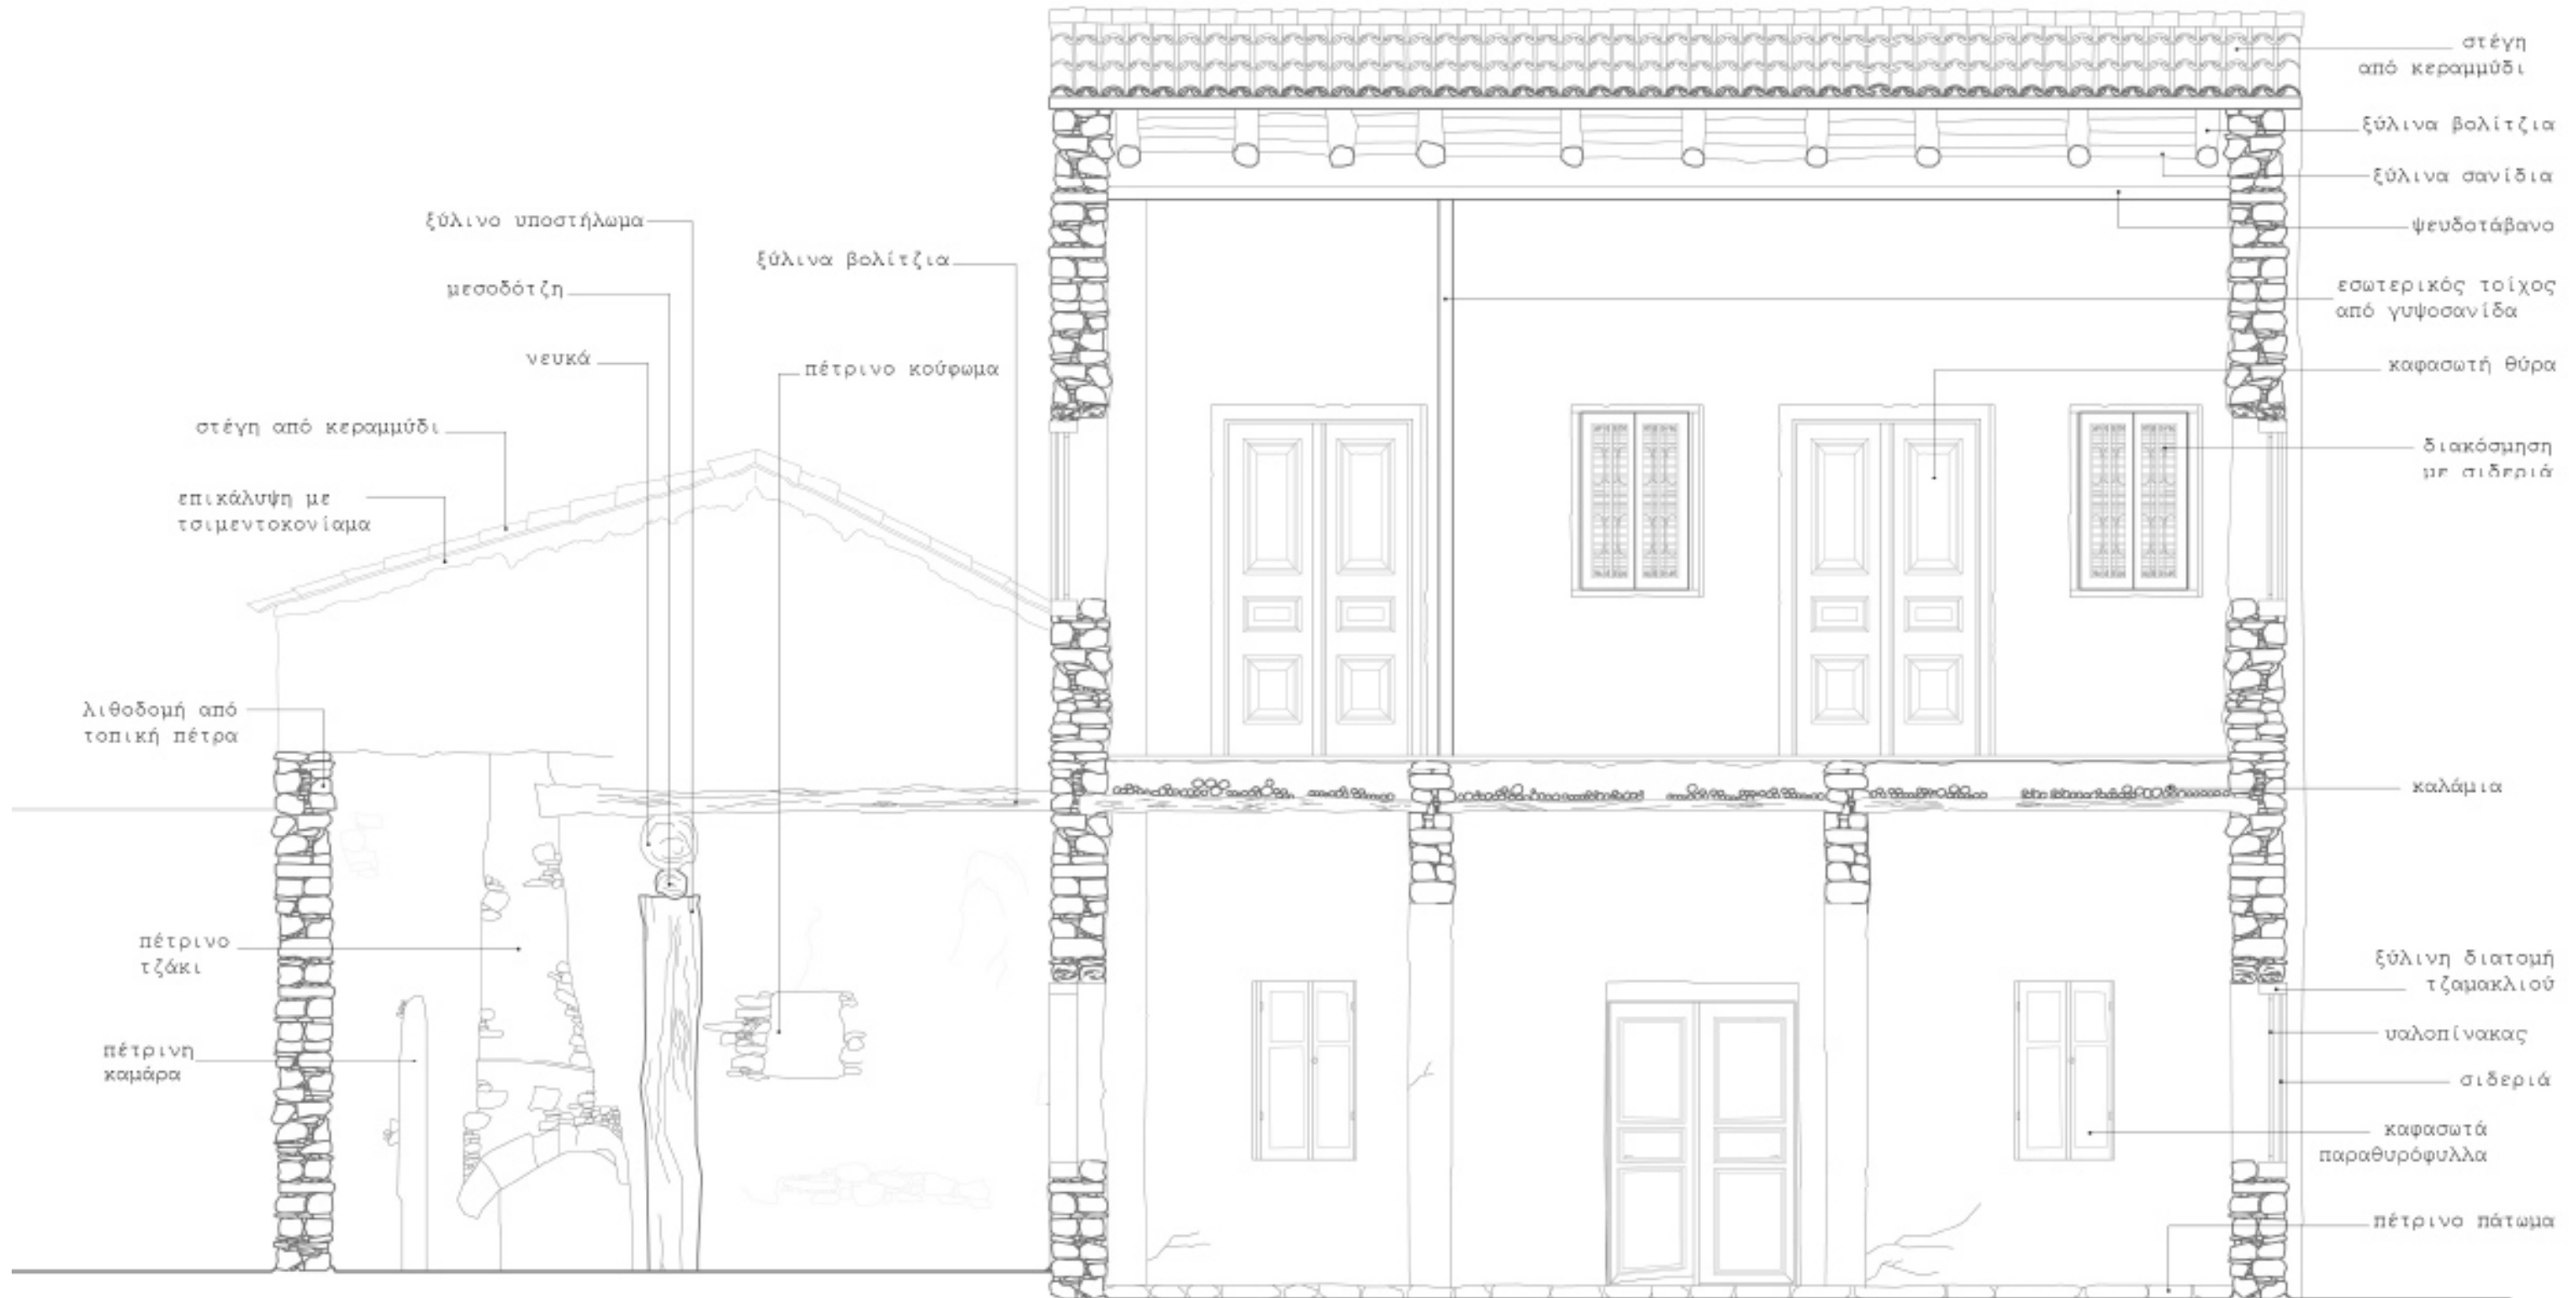 στέγη
από κεραμμύδι
ξύλινα βολίτζια
ξύλινα σανίδια
ψευδοτάβανο
εσωτερικός τοίχος
από γυψοσανίδα
καφασωτή θύρα
διακόσμηση
με σιδεριά
καλάμια
ξύλινη διατομή
τζαμακλιού
υαλοπίνακας
σιδεριά
καφασωτά
παραθυρόφυλλα
πέτρινο πάτωμα
ξύλινο υποστήλωμα
ξύλινα βολίτζια
μεσοδότζη
νευκά
πέτρινο κούφωμα
στέγη από κεραμμύδι
επικάλυψη με
τσιμεντοκονίαμα
λιθοδομή από
τοπική πέτρα
πέτρινο
τζάκι
πέτρινη
καμάρα